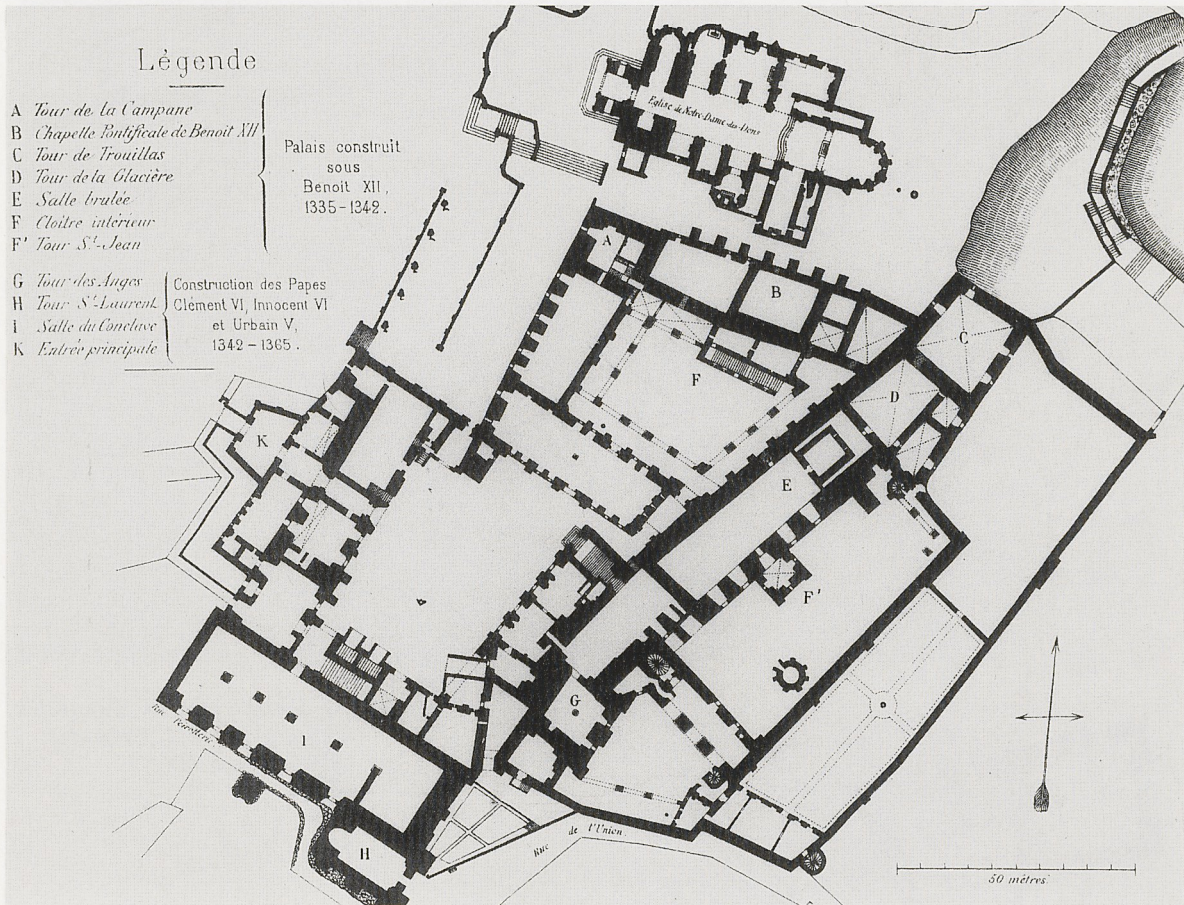 Légende
A Tour de la Campane
B Chapelle Pontificale de Benoit XII
C Tour de Trouillas
D Tour de la Glacière
E Salle brulée
F Cloître intérieur
F' Tour St-Jean
Palais construit
sous
Benoit XII,
1335-1342.
G Tour des Anges
H Tour St-Laurent
I Salle du Conclave
K Entrée principale
Construction des Papes
Clément VI, Innocent VI
et Urbain V,
1342-1365.
Eglise de Notre-Dame-des-Doms
A
B
C
D
E
F
F'
K
G
I
H
Rue Peirollerie
Rue de l'Union
50 mètres.